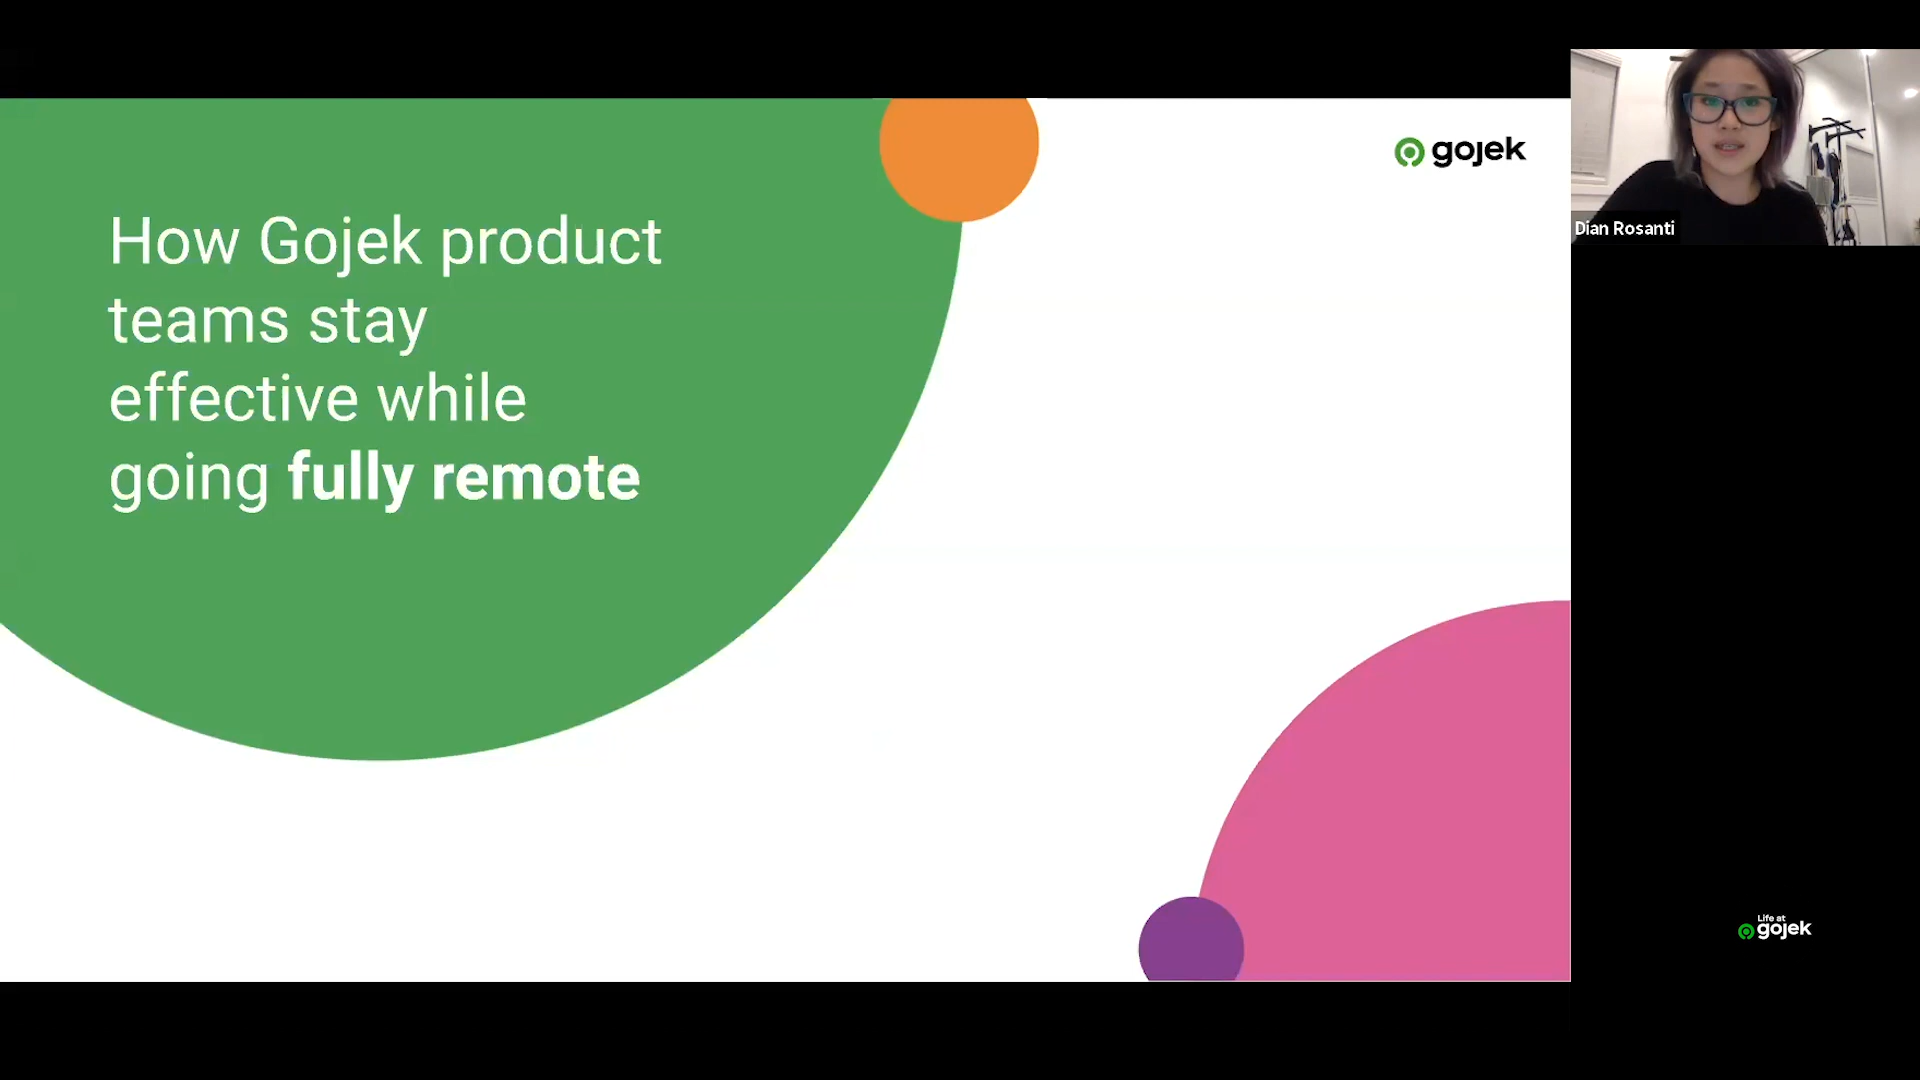 How Gojek product
teams stay
effective while
going fully remote
gojek
Dian Rosanti
Life at
gojek